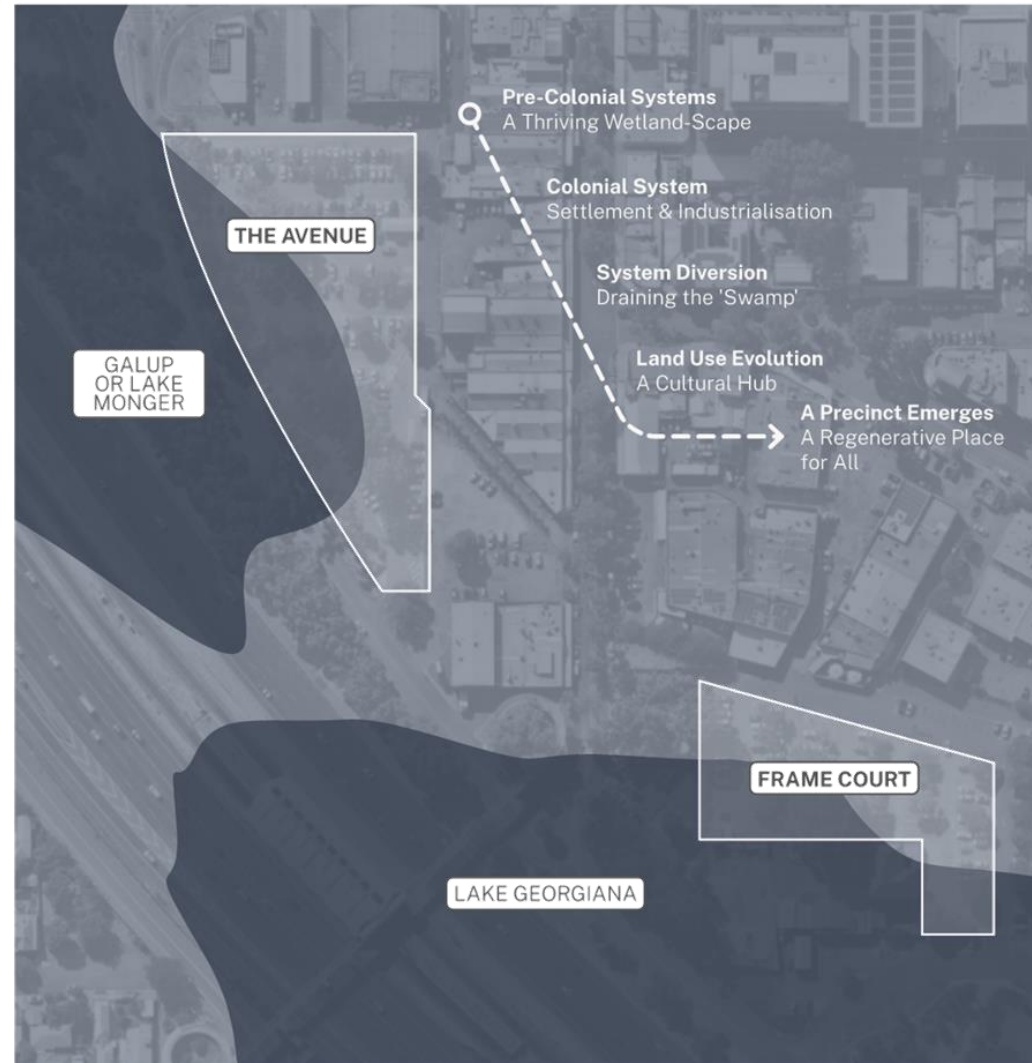 Pre-Colonial Systems
A Thriving Wetland-Scape
Colonial System
Settlement & Industrialisation
THE AVENUE
System Diversion
Draining the 'Swamp'
GALUP
OR LAKE
MONGER
Land Use Evolution
A Cultural Hub
A Precinct Emerges
A Regenerative Place
for All
FRAME COURT
LAKE GEORGIANA